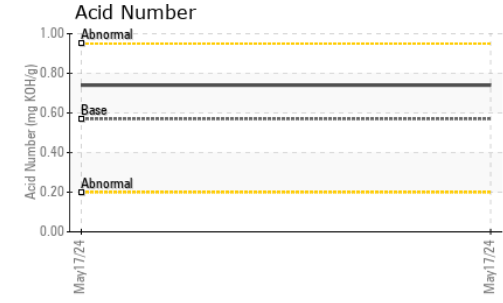 Acid Number
Acid Number (mg KOH/g)
1.00
0.80
0.60
0.40
0.20
0.00
Abnormal
Base
Abnormal
May17/24
May17/24